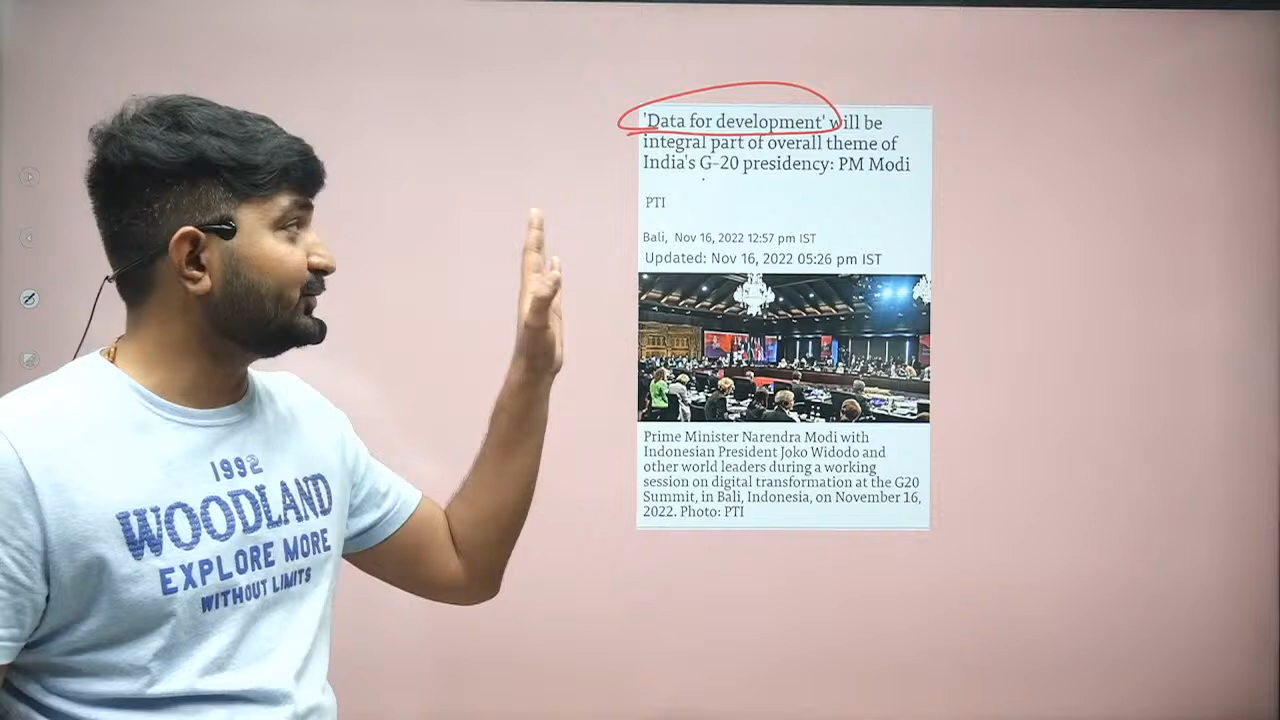 'Data for development' will be
integral part of overall theme of
India's G-20 presidency: PM Modi
PTI
Bali, Nov 16, 2022 12:57 pm IST
Updated: Nov 16, 2022 05:26 pm IST
Prime Minister Narendra Modi with
Indonesian President Joko Widodo and
other world leaders during a working
session on digital transformation at the G20
Summit, in Bali, Indonesia, on November 16,
2022. Photo: PTI
1992
WOODLAND
EXPLORE MORE
WITHOUT LIMITS